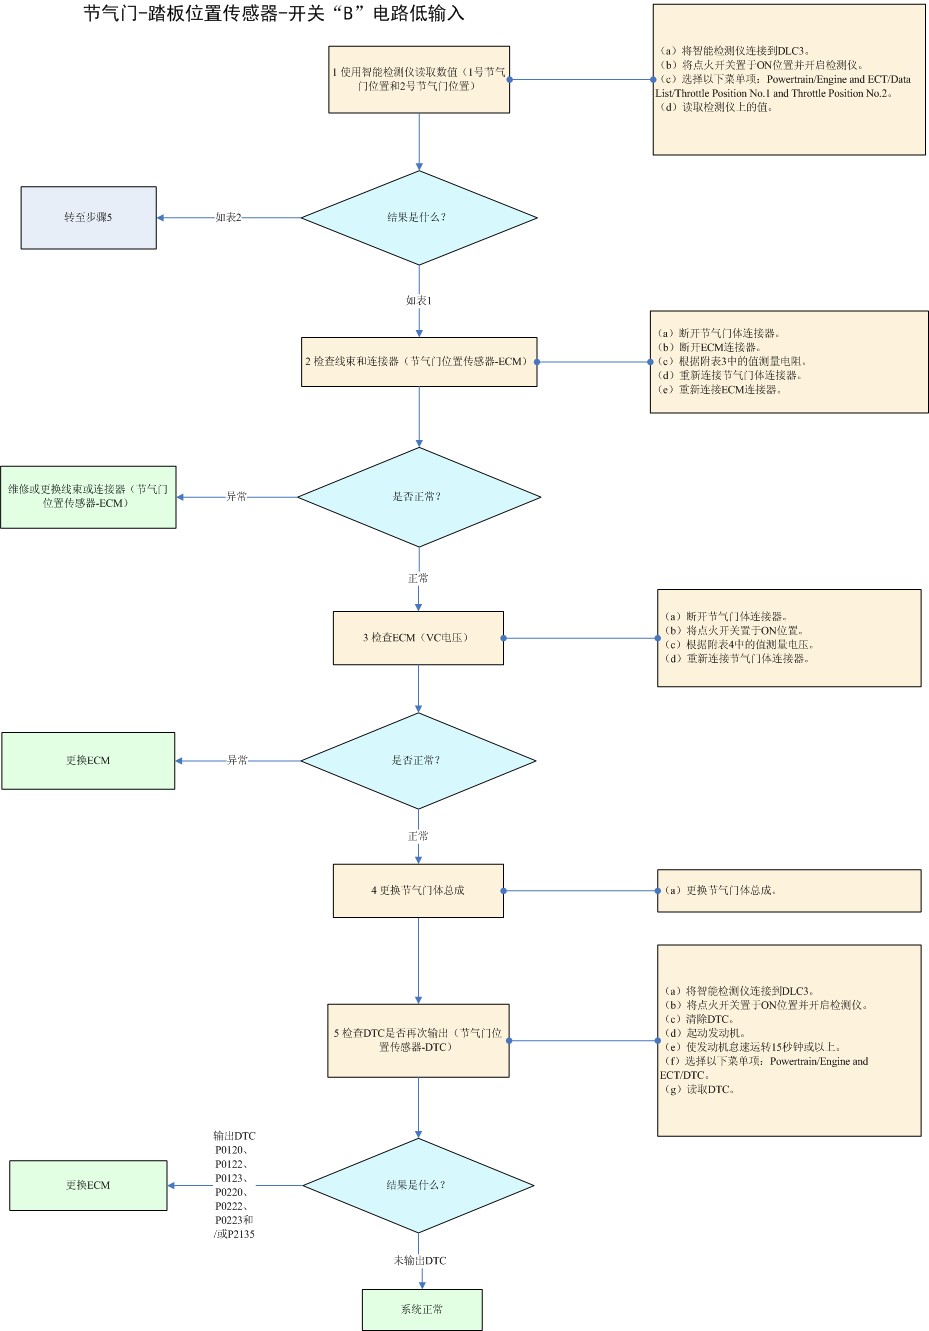 节气门-踏板位置传感器-开关“B”电路低输入
1 使用智能检测仪读取数值（1号节气
门位置和2号节气门位置）
（a）将智能检测仪连接到DLC3。
（b）将点火开关置于ON位置并开启检测仪。
（c）选择以下菜单项：Powertrain/Engine and ECT/Data
List/Throttle Position No.1 and Throttle Position No.2。
（d）读取检测仪上的值。
结果是什么？
如表2
转至步骤5
如表1
2 检查线束和连接器（节气门位置传感器-ECM）
（a）断开节气门体连接器。
（b）断开ECM连接器。
（c）根据附表3中的值测量电阻。
（d）重新连接节气门体连接器。
（e）重新连接ECM连接器。
是否正常？
异常
维修或更换线束或连接器（节气门
位置传感器-ECM）
正常
3 检查ECM（VC电压）
（a）断开节气门体连接器。
（b）将点火开关置于ON位置。
（c）根据附表4中的值测量电压。
（d）重新连接节气门体连接器。
是否正常？
异常
更换ECM
正常
4 更换节气门体总成
（a）更换节气门体总成。
5 检查DTC是否再次输出（节气门位
置传感器-DTC）
（a）将智能检测仪连接到DLC3。
（b）将点火开关置于ON位置并开启检测仪。
（c）清除DTC。
（d）起动发动机。
（e）使发动机怠速运转15秒钟或以上。
（f）选择以下菜单项：Powertrain/Engine and
ECT/DTC。
（g）读取DTC。
结果是什么？
输出DTC
P0120、
P0122、
P0123、
P0220、
P0222、
P0223和
/或P2135
更换ECM
未输出DTC
系统正常